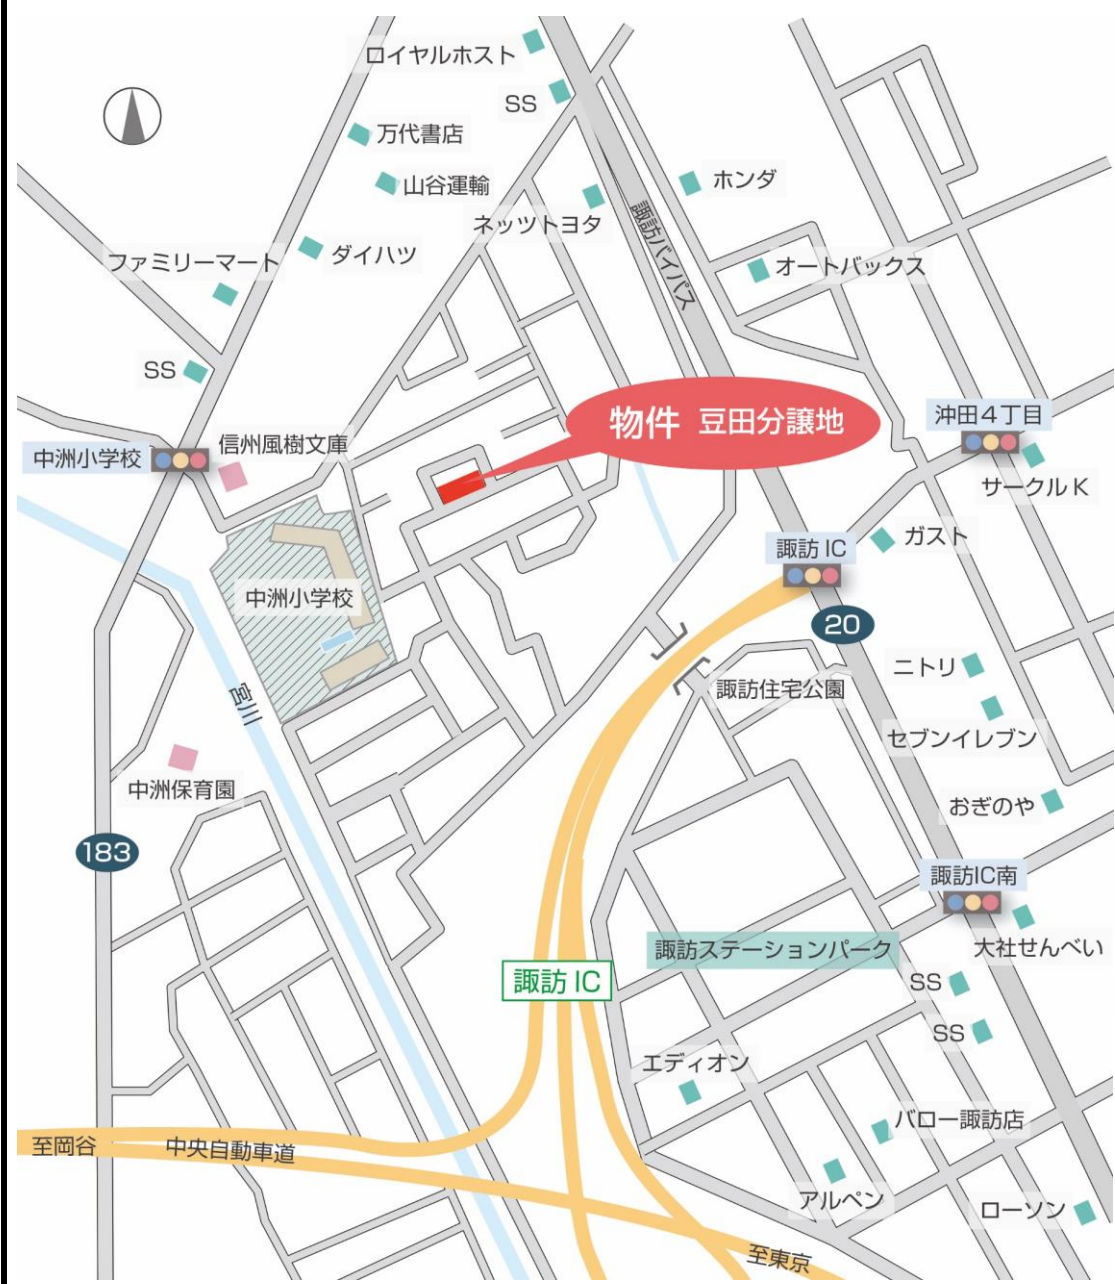 ロイヤルホスト
SS
万代書店
山谷運輸
ホンダ
ネッツトヨタ
諏訪バイパス
ダイハツ
ファミリーマート
オートバックス
SS
物件 豆田分譲地
沖田4丁目
中洲小学校
信州風樹文庫
サークルK
ガスト
諏訪 IC
中洲小学校
20
ニトリ
諏訪住宅公園
宮川
セブンイレブン
中洲保育園
おぎのや
183
諏訪IC南
大社せんべい
諏訪ステーションパーク
諏訪 IC
SS
SS
エディオン
バロー諏訪店
至岡谷
中央自動車道
アルペン
ローソン
至東京